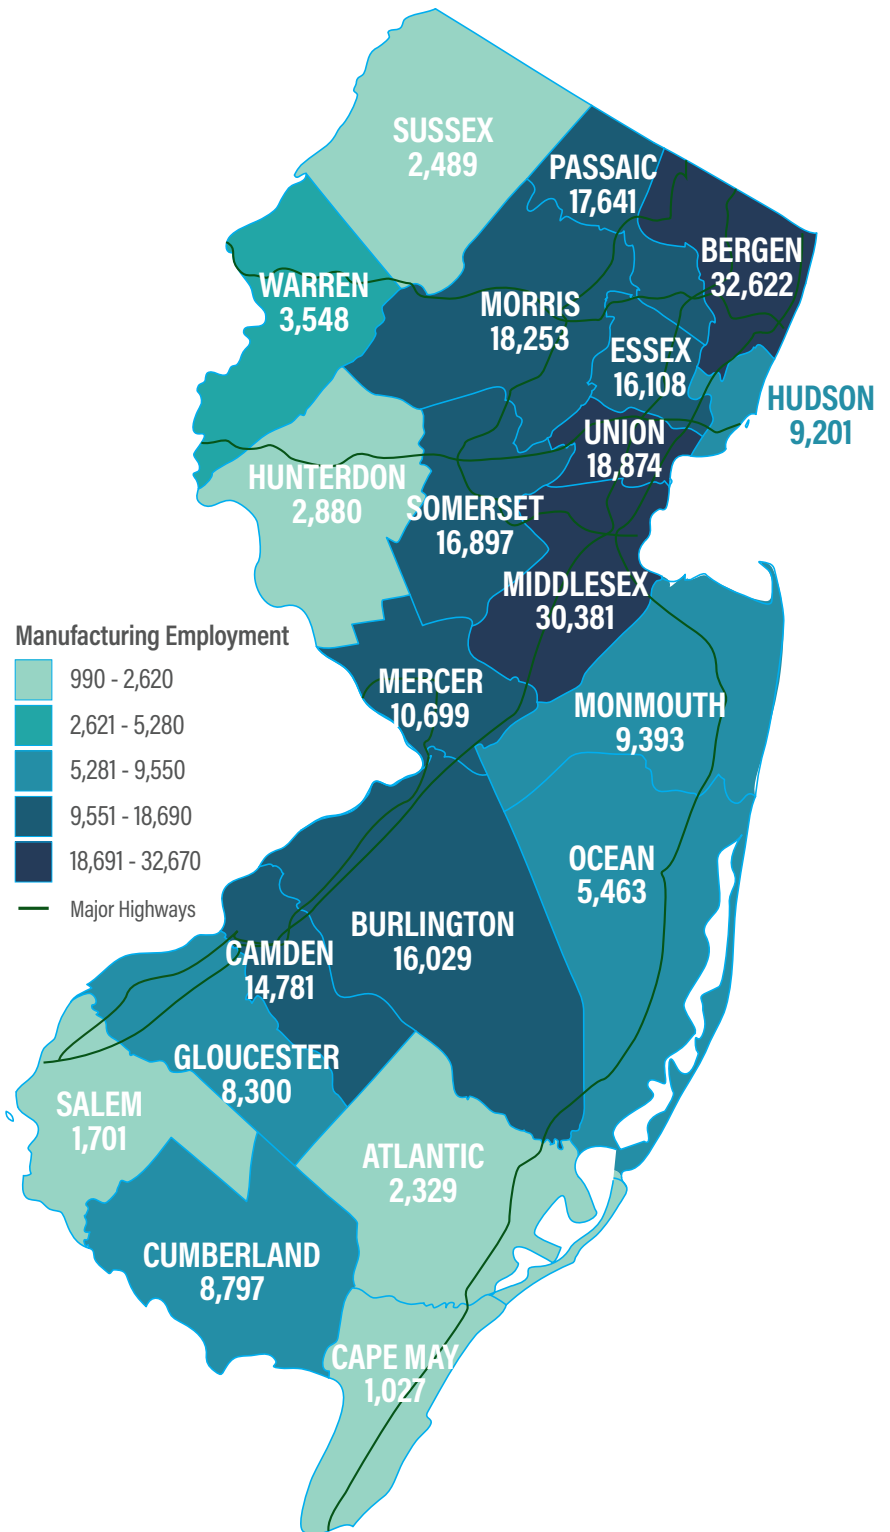 SUSSEX
2,489
PASSAIC
17,641
BERGEN
32,622
WARREN
3,548
MORRIS
18,253
ESSEX
16,108
HUDSON
9,201
UNION
18,874
HUNTERDON
2,880
SOMERSET
16,897
MIDDLESEX
30,381
Manufacturing Employment
990 - 2,620
2,621 - 5,280
5,281 - 9,550
9,551 - 18,690
18,691 - 32,670
Major Highways
MERCER
10,699
MONMOUTH
9,393
OCEAN
5,463
BURLINGTON
16,029
CAMDEN
14,781
GLOUCESTER
8,300
SALEM
1,701
ATLANTIC
2,329
CUMBERLAND
8,797
CAPE MAY
1,027